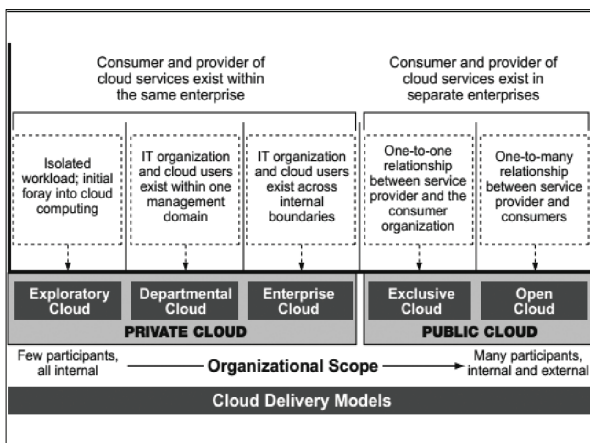 Consumer and provider of
cloud services exist within
the same enterprise
Consumer and provider of
cloud services exist in
separate enterprises
Isolated
workload; initial
foray into cloud
computing
IT organization
and cloud users
exist within one
management
domain
IT organization
and cloud users
exist across
internal
boundaries
One-to-one
relationship
between service
provider and the
consumer
organization
One-to-many
relationship
between service
provider and
consumers
Exploratory
Cloud
Departmental
Cloud
Enterprise
Cloud
Exclusive
Cloud
Open
Cloud
PRIVATE CLOUD
PUBLIC CLOUD
Few participants,
all internal
Organizational Scope
Many participants,
internal and external
Cloud Delivery Models